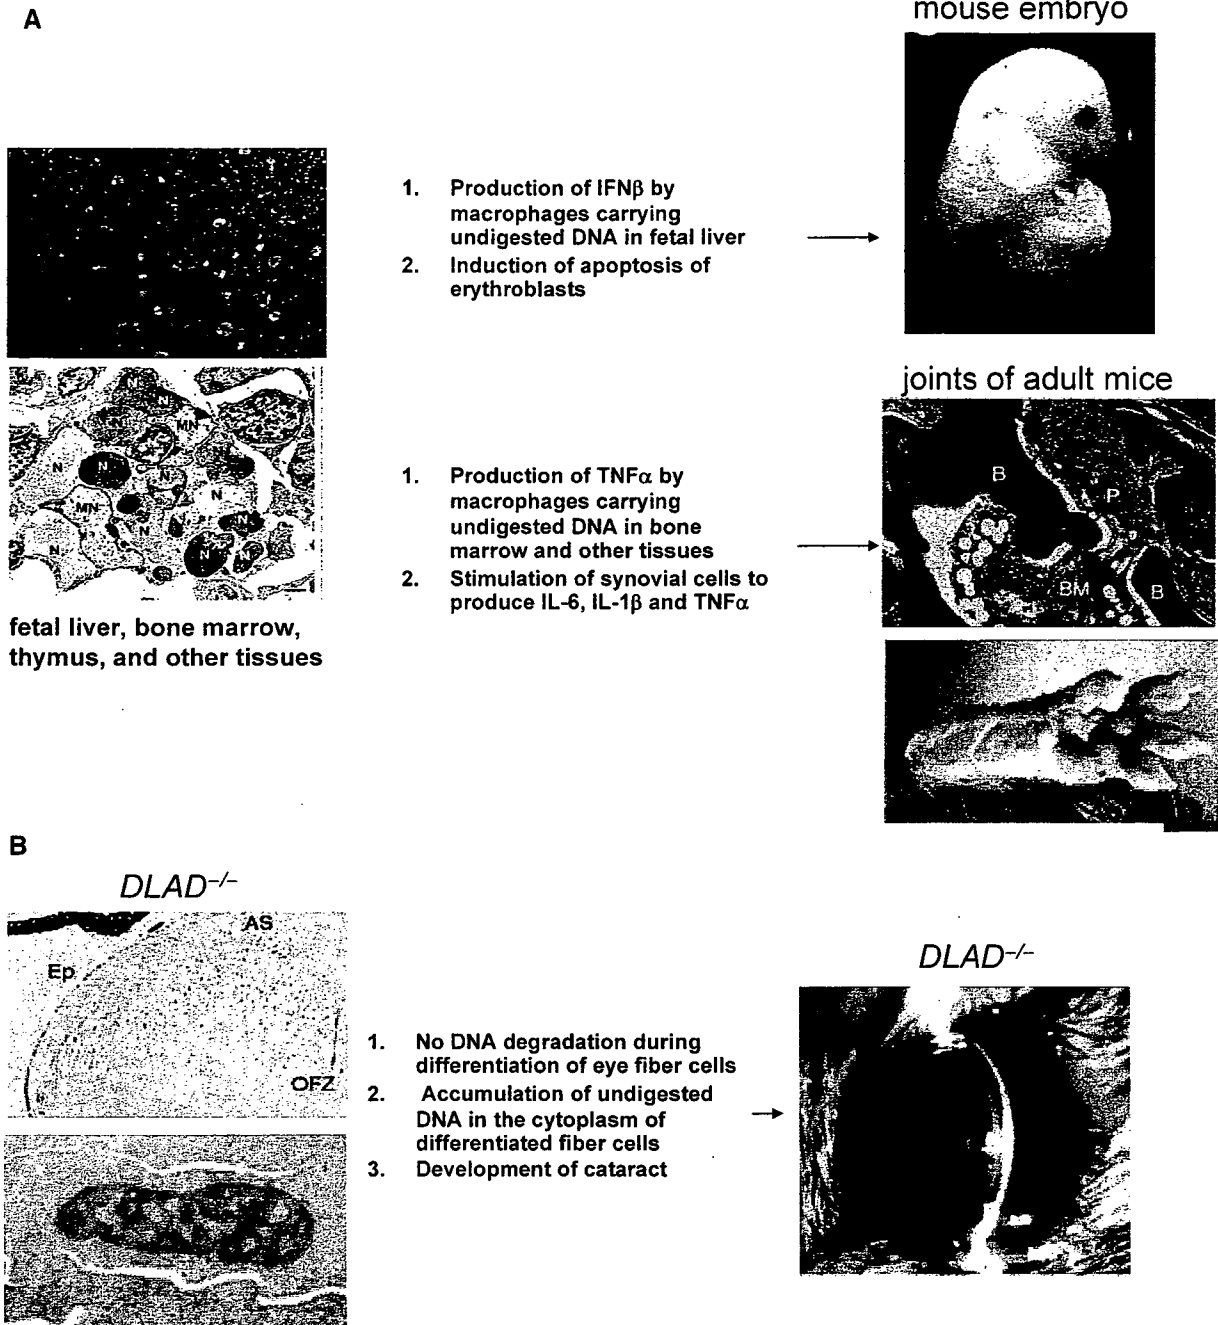 A
mouse embryo
1. Production of IFNβ by
macrophages carrying
undigested DNA in fetal liver
2. Induction of apoptosis of
erythroblasts
N
N
N
MN
N
N
N
N
MN
N
N
N
N
N
fetal liver, bone marrow,
thymus, and other tissues
1. Production of TNFα by
macrophages carrying
undigested DNA in bone
marrow and other tissues
2. Stimulation of synovial cells to
produce IL-6, IL-1β and TNFα
joints of adult mice
B
P
BM
B
B
DLAD–/–
AS
Ep
OFZ
1. No DNA degradation during
differentiation of eye fiber cells
2. Accumulation of undigested
DNA in the cytoplasm of
differentiated fiber cells
3. Development of cataract
DLAD–/–